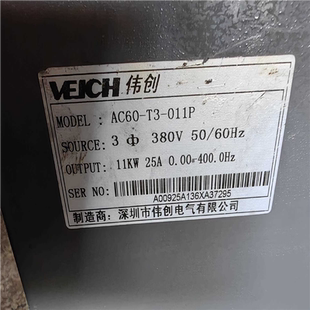 VEICH 伟创
MODEL : AC60-T3-011P
SOURCE: 3 Φ 380V 50/60Hz
OUTPUT: 11KW 25A 0.00~400.0Hz
SER NO:
A00925A136XA37295
制造商:深圳市伟创电气有限公司